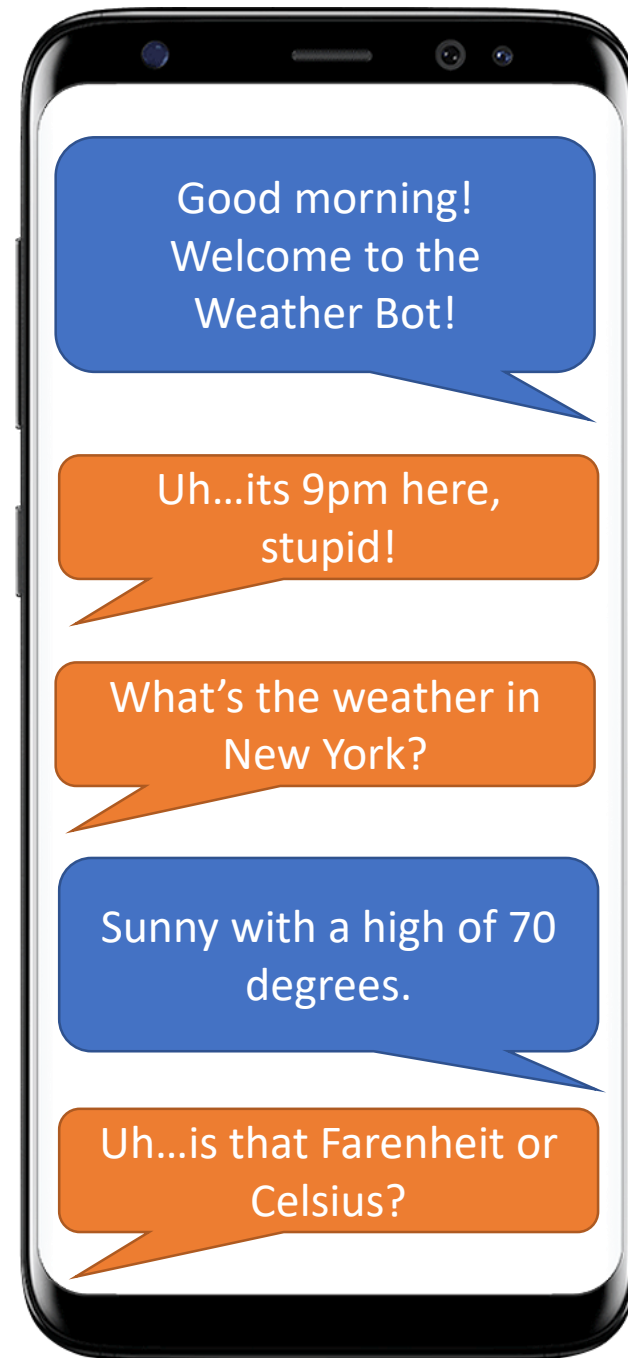 Good morning!
Welcome to the
Weather Bot!
Uh...its 9pm here,
stupid!
What’s the weather in
New York?
Sunny with a high of 70
degrees.
Uh...is that Farenheit or
Celsius?